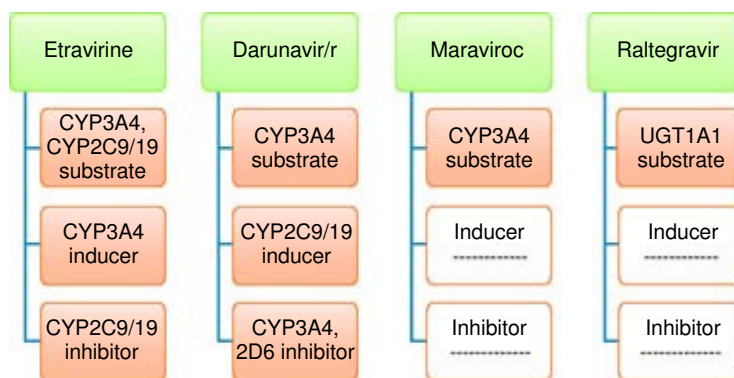 Etravirine
CYP3A4,
CYP2C9/19
substrate
CYP3A4
inducer
CYP2C9/19
inhibitor
Darunavir/r
CYP3A4
substrate
CYP2C9/19
inducer
CYP3A4,
2D6 inhibitor
Maraviroc
CYP3A4
substrate
Inducer
------------
Inhibitor
------------
Raltegravir
UGT1A1
substrate
Inducer
------------
Inhibitor
------------